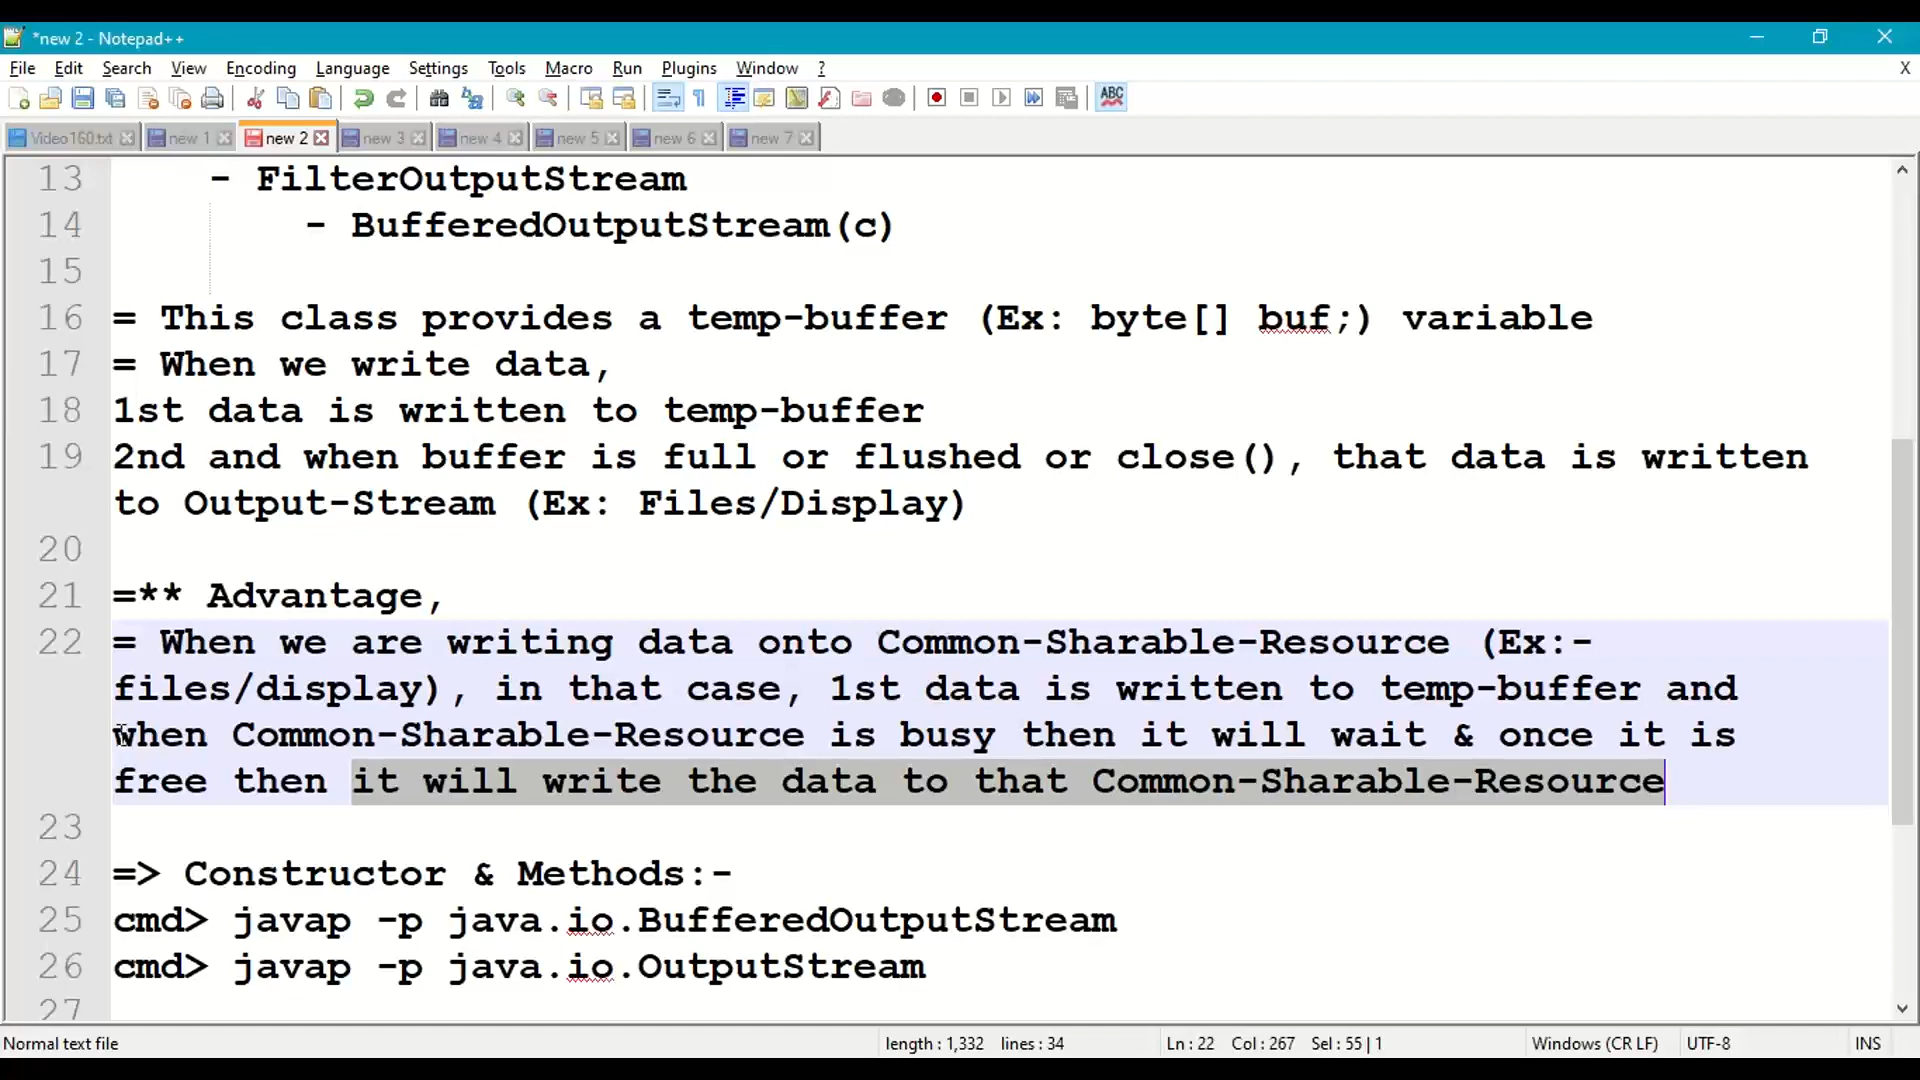 *new 2 - Notepad++
File Edit Search View Encoding Language Settings Tools Macro Run Plugins Window ? X
Video160.txt new 1 new 2 new 3 new 4 new 5 new 6 new 7
13 - FilterOutputStream
14 - BufferedOutputStream(c)
15
16 = This class provides a temp-buffer (Ex: byte[] buf;) variable
17 = When we write data,
18 1st data is written to temp-buffer
19 2nd and when buffer is full or flushed or close(), that data is written
to Output-Stream (Ex: Files/Display)
20
21 =** Advantage,
22 = When we are writing data onto Common-Sharable-Resource (Ex:-
files/display), in that case, 1st data is written to temp-buffer and
when Common-Sharable-Resource is busy then it will wait & once it is
free then it will write the data to that Common-Sharable-Resource
23
24 => Constructor & Methods:-
25 cmd> javap -p java.io.BufferedOutputStream
26 cmd> javap -p java.io.OutputStream
27
Normal text file length : 1,332 lines : 34 Ln : 22 Col : 267 Sel : 55 | 1 Windows (CR LF) UTF-8 INS